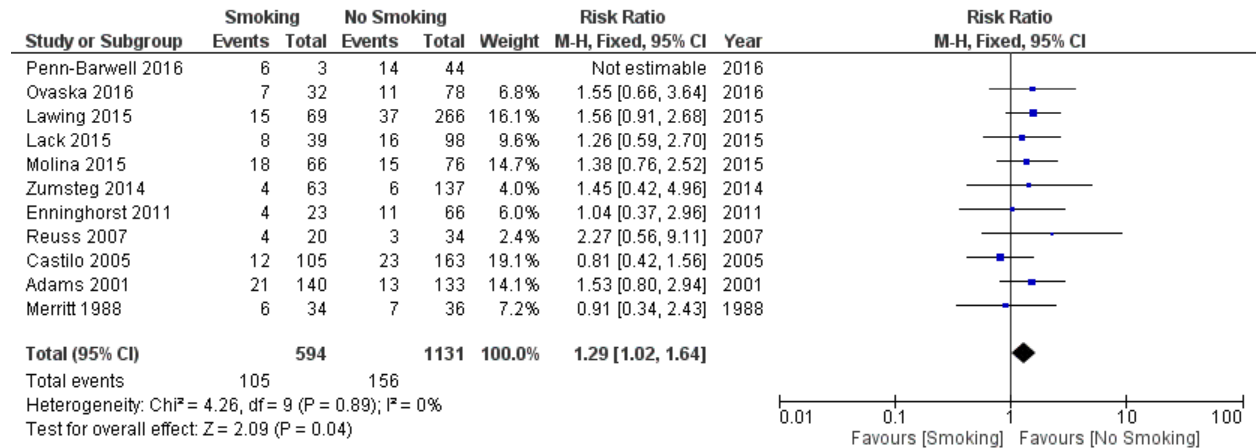 Smoking No Smoking Risk Ratio Risk Ratio
Study or Subgroup Events Total Events Total Weight M-H, Fixed, 95% CI Year M-H, Fixed, 95% CI
Penn-Barwell 2016 6 3 14 44 Not estimable 2016
Ovaska 2016 7 32 11 78 6.8% 1.55 [0.66, 3.64] 2016
Lawing 2015 15 69 37 266 16.1% 1.56 [0.91, 2.68] 2015
Lack 2015 8 39 16 98 9.6% 1.26 [0.59, 2.70] 2015
Molina 2015 18 66 15 76 14.7% 1.38 [0.76, 2.52] 2015
Zumsteg 2014 4 63 6 137 4.0% 1.45 [0.42, 4.96] 2014
Enninghorst 2011 4 23 11 66 6.0% 1.04 [0.37, 2.96] 2011
Reuss 2007 4 20 3 34 2.4% 2.27 [0.56, 9.11] 2007
Castilo 2005 12 105 23 163 19.1% 0.81 [0.42, 1.56] 2005
Adams 2001 21 140 13 133 14.1% 1.53 [0.80, 2.94] 2001
Merritt 1988 6 34 7 36 7.2% 0.91 [0.34, 2.43] 1988
Total (95% CI) 594 1131 100.0% 1.29 [1.02, 1.64]
Total events 105 156
Heterogeneity: Chi² = 4.26, df = 9 (P = 0.89); I² = 0%
Test for overall effect: Z = 2.09 (P = 0.04)
0.01 0.1 1 10 100
Favours [Smoking] Favours [No Smoking]